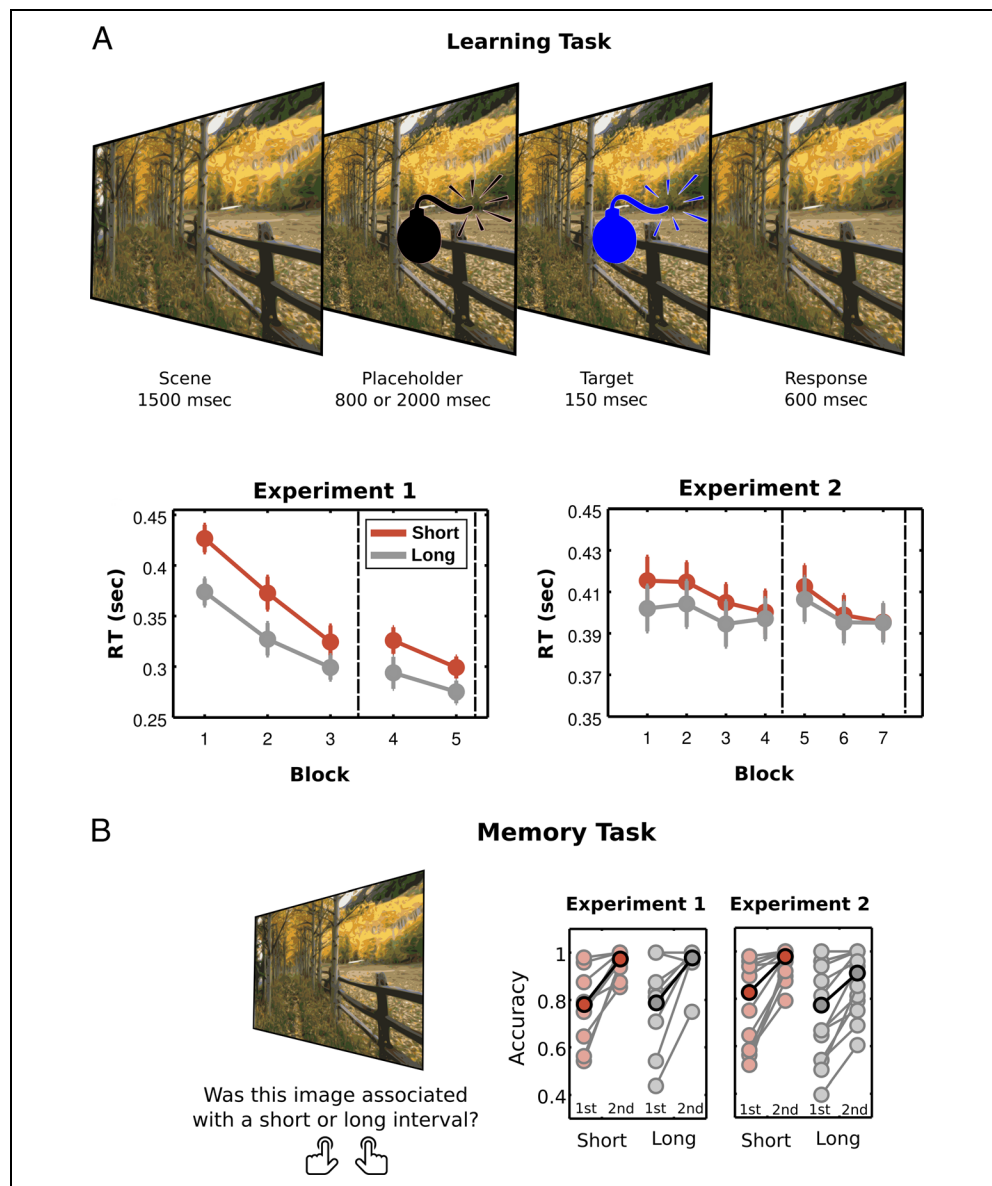 A
Learning Task
Scene
1500 msec
Placeholder
800 or 2000 msec
Target
150 msec
Response
600 msec
Experiment 1
0.45
0.4
0.35
0.3
0.25
RT (sec)
Short
Long
1 2 3 4 5
Block
Experiment 2
0.45
0.43
0.41
0.39
0.37
0.35
RT (sec)
1 2 3 4 5 6 7
Block
B
Memory Task
Was this image associated
with a short or long interval?
Experiment 1
Experiment 2
1
0.8
0.6
0.4
Accuracy
1st 2nd 1st 2nd
Short Long
1st 2nd 1st 2nd
Short Long